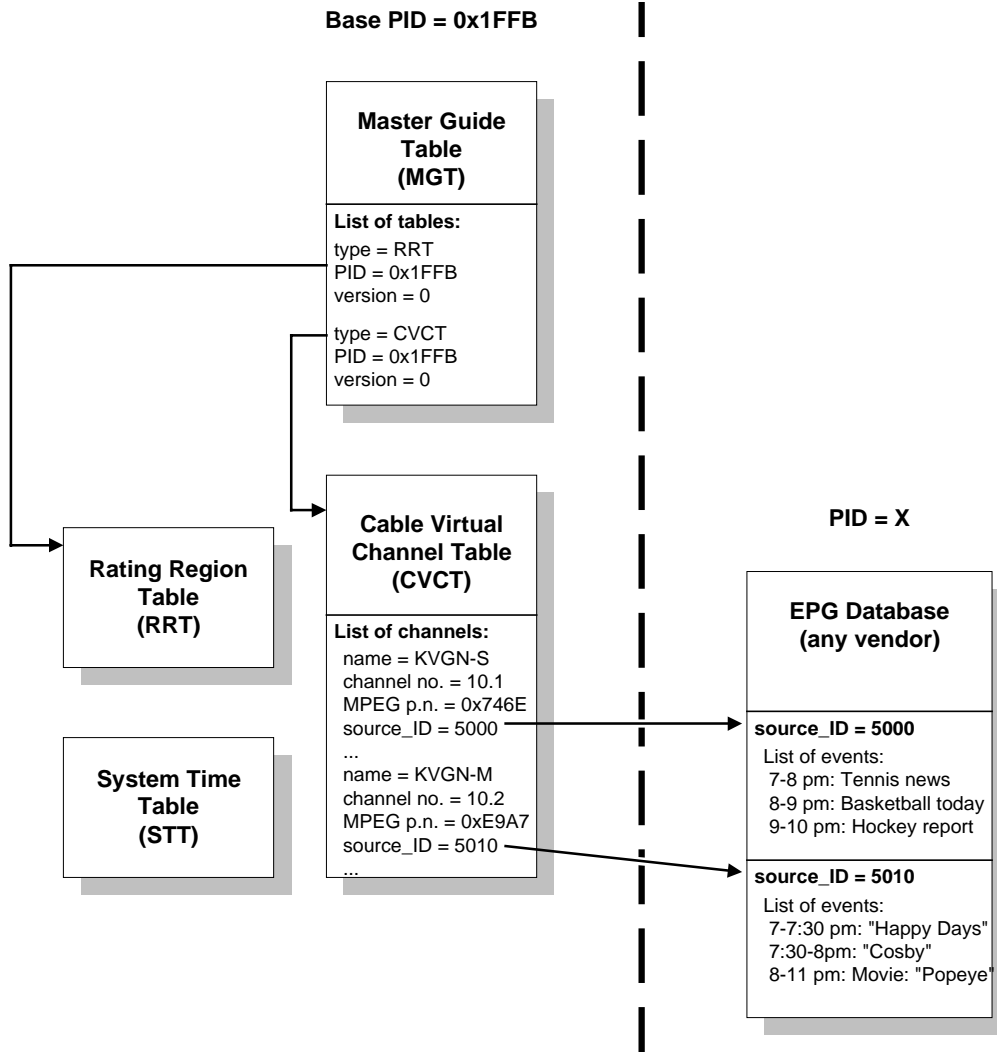 Base PID = 0x1FFB
Master Guide
Table
(MGT)
List of tables:
type = RRT
PID = 0x1FFB
version = 0
type = CVCT
PID = 0x1FFB
version = 0
Rating Region
Table
(RRT)
System Time
Table
(STT)
Cable Virtual
Channel Table
(CVCT)
List of channels:
name = KVGN-S
channel no. = 10.1
MPEG p.n. = 0x746E
source_ID = 5000
...
name = KVGN-M
channel no. = 10.2
MPEG p.n. = 0xE9A7
source_ID = 5010
...
PID = X
EPG Database
(any vendor)
source_ID = 5000
List of events:
7-8 pm: Tennis news
8-9 pm: Basketball today
9-10 pm: Hockey report
source_ID = 5010
List of events:
7-7:30 pm: "Happy Days"
7:30-8pm: "Cosby"
8-11 pm: Movie: "Popeye"